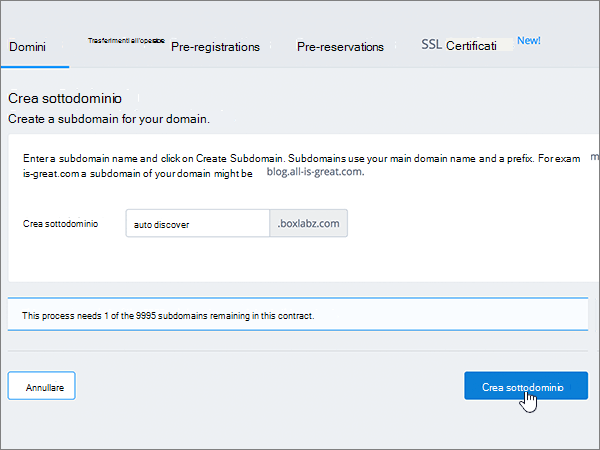 Domini Trasferimenti all'operatore Pre-registrations Pre-reservations SSL Certificati New!
Crea sottodominio
Create a subdomain for your domain.
Enter a subdomain name and click on Create Subdomain. Subdomains use your main domain name and a prefix. For exam m
is-great.com a subdomain of your domain might be blog.all-is-great.com.
Crea sottodominio auto discover .boxlabz.com
This process needs 1 of the 9995 subdomains remaining in this contract.
Annullare Crea sottodominio